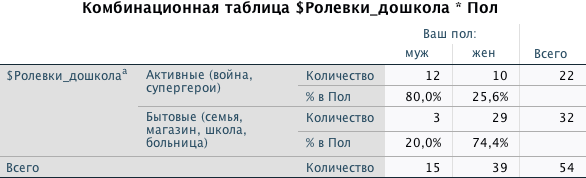 Комбинационная таблица $Ролевки_дошкола * Пол
Ваш пол:
муж жен Всего
$Ролевки_дошколаª Активные (война, супергерои) Количество 12 10 22
% в Пол 80,0% 25,6%
Бытовые (семья, магазин, школа, больница) Количество 3 29 32
% в Пол 20,0% 74,4%
Всего Количество 15 39 54